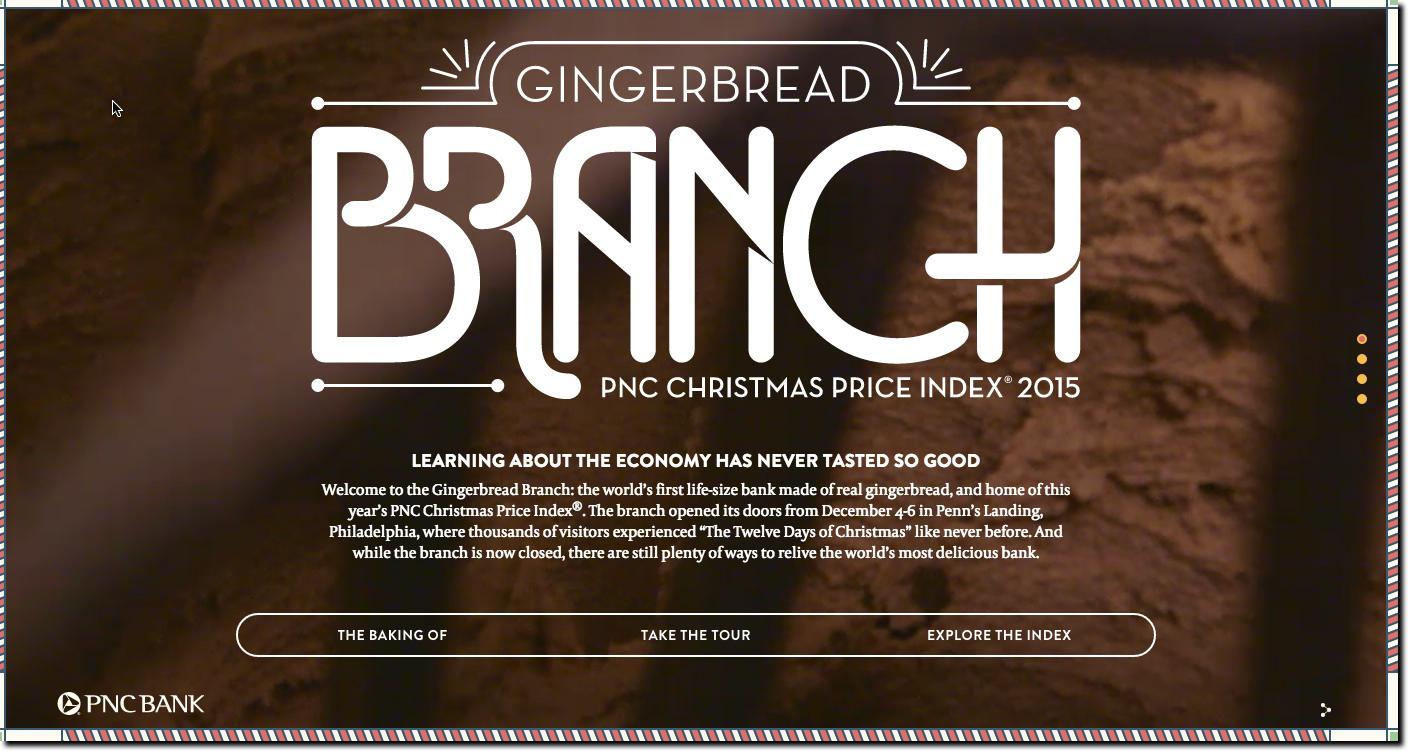 GINGERBREAD
BRANCH
PNC CHRISTMAS PRICE INDEX® 2015
LEARNING ABOUT THE ECONOMY HAS NEVER TASTED SO GOOD
Welcome to the Gingerbread Branch: the world's first life-size bank made of real gingerbread, and home of this
year's PNC Christmas Price Index®. The branch opened its doors from December 4-6 in Penn's Landing,
Philadelphia, where thousands of visitors experienced “The Twelve Days of Christmas” like never before. And
while the branch is now closed, there are still plenty of ways to relive the world's most delicious bank.
THE BAKING OF
TAKE THE TOUR
EXPLORE THE INDEX
PNC BANK